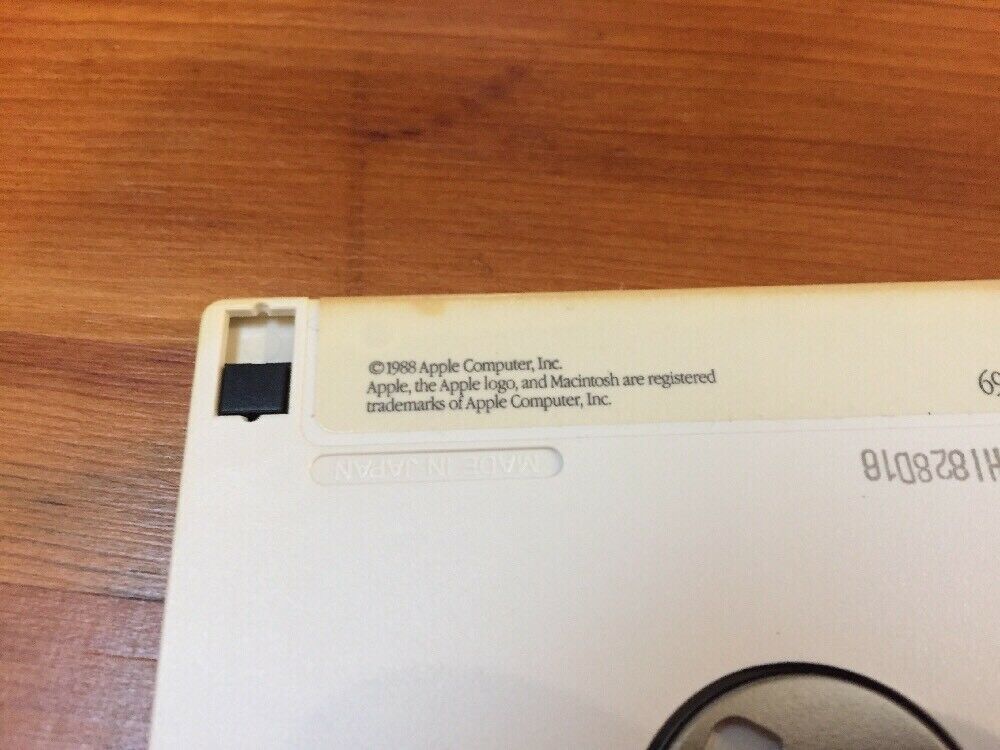 ©1988 Apple Computer, Inc.
Apple, the Apple logo, and Macintosh are registered
trademarks of Apple Computer, Inc.
MADE IN JAPAN